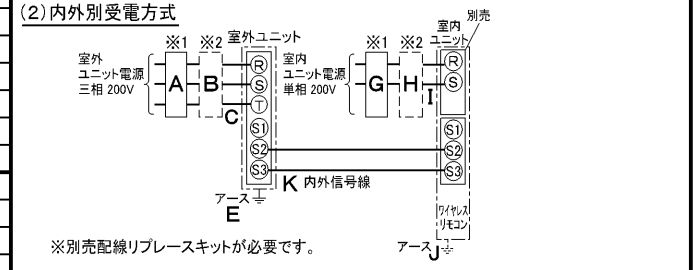 (2)内外別受電方式
※1 ※2 室外ユニット
室外
ユニット電源
三相 200V
A B
C
R
S
T
S1
S2
S3
アース
E
K 内外信号線
別売
室内
ユニット
※1 ※2
室内
ユニット電源
単相 200V
G H
I
R
S
S1
S2
S3
ワイヤレス
リモコン
アース J
※別売配線リプレースキットが必要です。